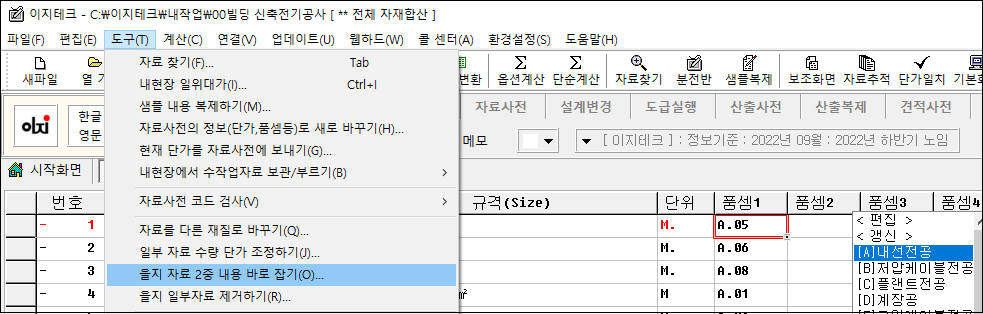 이지테크 - C:₩이지테크₩내작업₩00빌딩 신축전기공사 [ ** 전체 자재합산 ]
파일(F) 편집(E) 도구(T) 계산(C) 연결(V) 업데이트(U) 웹하드(W) 콜 센터(A) 환경설정(S) 도움말(H)
새파일 열 기 변환 옵션계산 단순계산 자료찾기 분전반 샘플복제 보조화면 자료추적 단가일치 기본화
자료 찾기(F)... Tab
내현장 일위대가(I)... Ctrl+I
샘플 내용 복제하기(M)...
자료사전의 정보(단가,품셈등)로 새로 바꾸기(H)...
현재 단가를 자료사전에 보내기(G)...
내현장에서 수작업자료 보관/부르기(B) >
자료사전 코드 검사(V) >
자료를 다른 재질로 바꾸기(Q)...
일부 자료 수량 단가 조정하기(J)...
을지 자료 2중 내용 바로 잡기(O)...
을지 일부자료 제거하기(R)...
한글
영문
자료사전 설계변경 도급실행 산출사전 산출복제 견적사전
메모 [ 이지테크 ] : 정보기준 : 2022년 09월 : 2022년 하반기 노임
시작화면
번호 규격(Size) 단위 품셈1 품셈2 품셈3 품셈4
- 1 M. A.05
- 2 M. A.06
- 3 M. A.08
- 4 ㎟ M A.01
< 편집 >
< 갱신 >
[A]내선전공
[B]저압케이블전공
[C]플랜트전공
[D]계장공